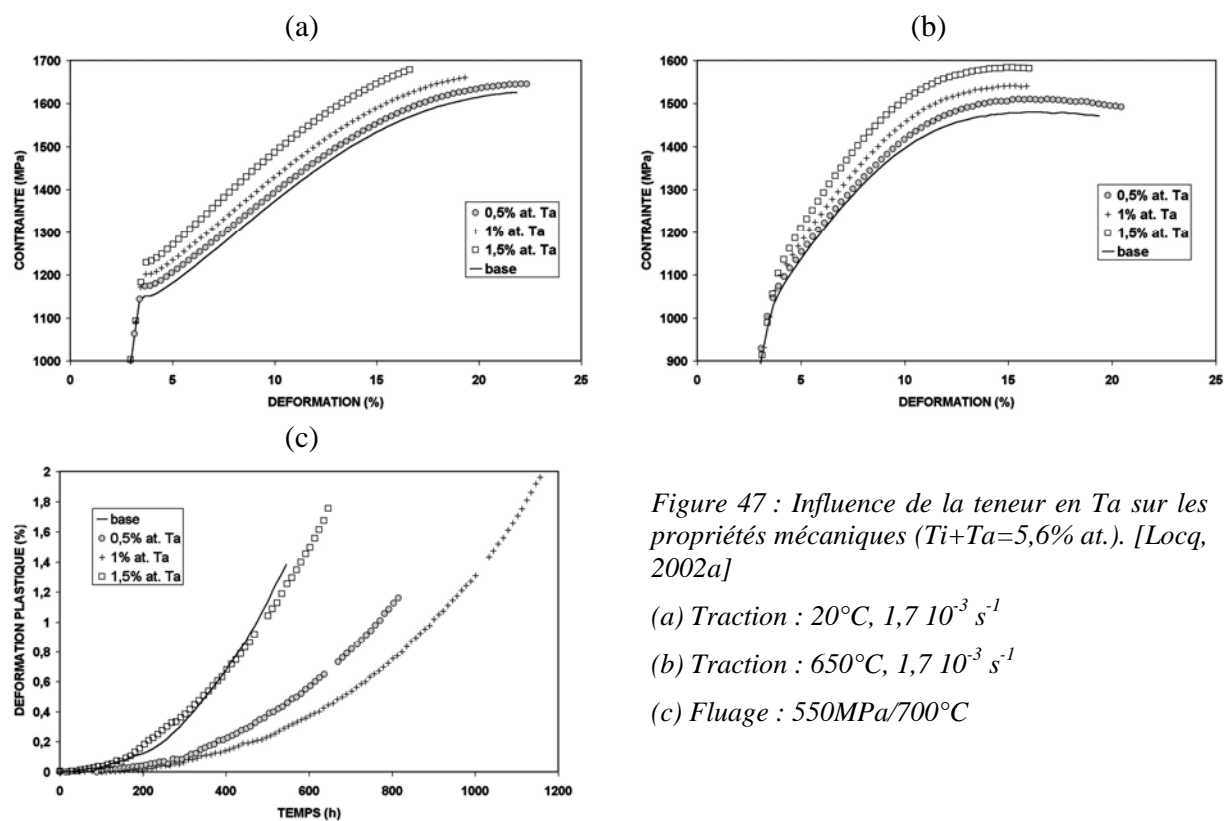 (a)
1700
1600
1500
1400
1300
1200
1100
1000
CONTRAINTE (MPa)
0,5% at. Ta
1% at. Ta
1,5% at. Ta
base
0 5 10 15 20 25
DEFORMATION (%)
(b)
1600
1500
1400
1300
1200
1100
1000
900
CONTRAINTE (MPa)
0,5% at. Ta
1% at. Ta
1,5% at. Ta
base
0 5 10 15 20 25
DEFORMATION (%)
(c)
2
1,8
1,6
1,4
1,2
1
0,8
0,6
0,4
0,2
0
DEFORMATION PLASTIQUE (%)
base
0,5% at. Ta
1% at. Ta
1,5% at. Ta
0 200 400 600 800 1000 1200
TEMPS (h)
Figure 47 : Influence de la teneur en Ta sur les
propriétés mécaniques (Ti+Ta=5,6% at.). [Locq,
2002a]
(a) Traction : 20°C, 1,7 10⁻³ s⁻¹
(b) Traction : 650°C, 1,7 10⁻³ s⁻¹
(c) Fluage : 550MPa/700°C